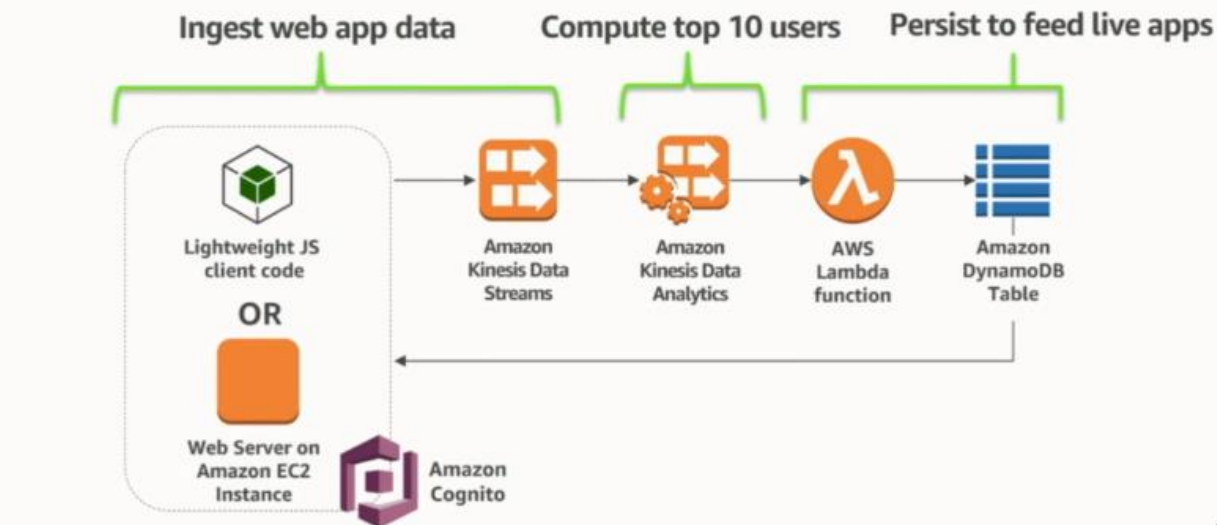 Ingest web app data
Compute top 10 users
Persist to feed live apps
Lightweight JS
client code
OR
Web Server on
Amazon EC2
Instance
Amazon
Cognito
Amazon
Kinesis Data
Streams
Amazon
Kinesis Data
Analytics
AWS
Lambda
function
Amazon
DynamoDB
Table